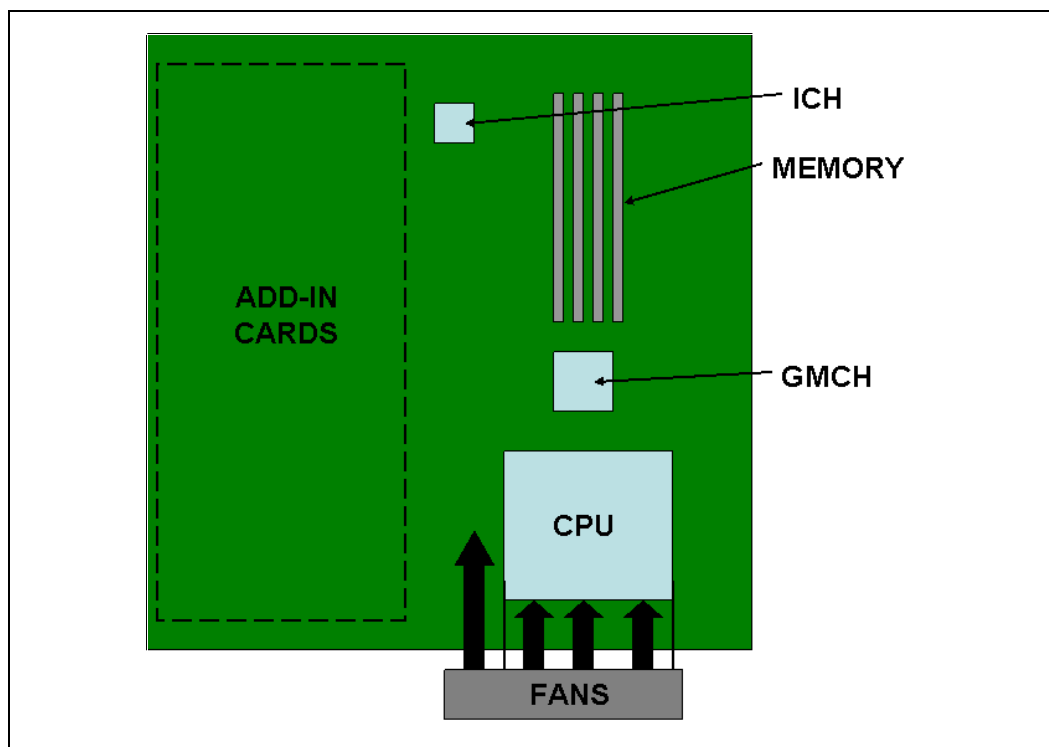 ICH
MEMORY
ADD-IN
CARDS
GMCH
CPU
FANS